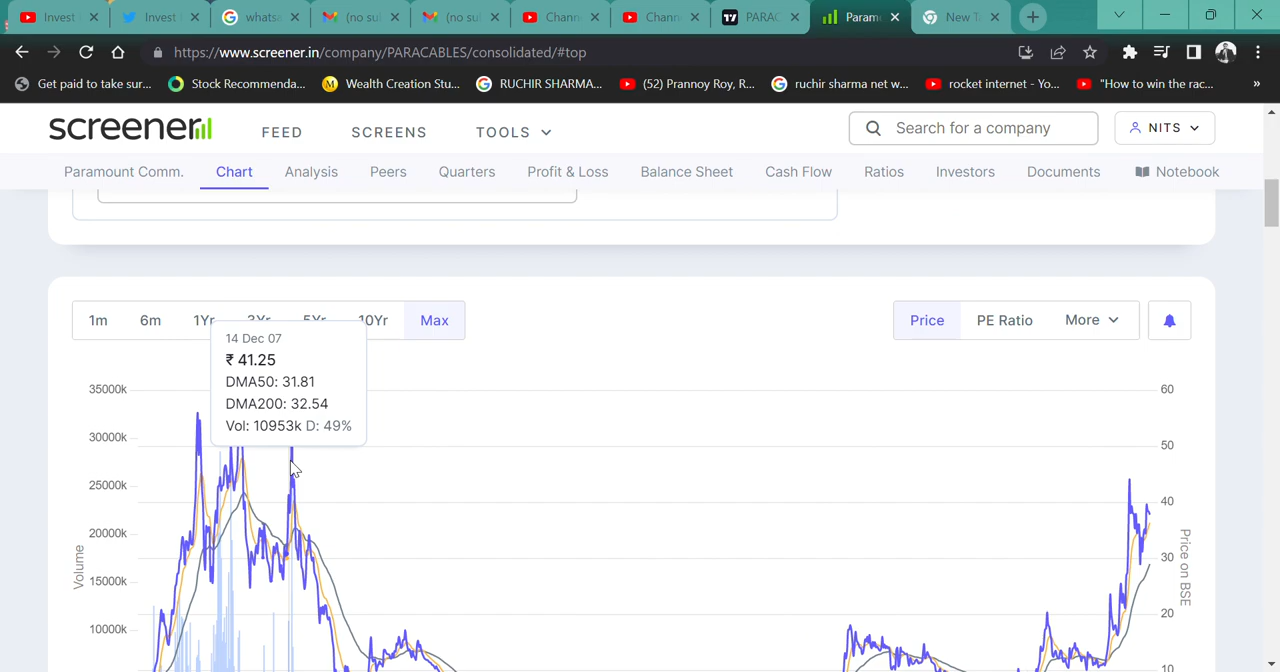 Invest
Invest
whatsa
(no su
(no su
Chann
Chann
PARAC
Param
New T
https://www.screener.in/company/PARACABLES/consolidated/#top
Get paid to take sur... Stock Recommenda... Wealth Creation Stu... RUCHIR SHARMA... (52) Prannoy Roy, R... ruchir sharma net w... rocket internet - Yo... "How to win the rac... »
screener FEED SCREENS TOOLS Search for a company NITS
Paramount Comm. Chart Analysis Peers Quarters Profit & Loss Balance Sheet Cash Flow Ratios Investors Documents Notebook
1m 6m 1Yr 3Yr 5Yr 10Yr Max Price PE Ratio More
14 Dec 07
₹ 41.25
DMA50: 31.81
DMA200: 32.54
Vol: 10953k D: 49%
35000k
30000k
25000k
20000k
15000k
10000k
Volume
60
50
40
30
20
10
Price on BSE